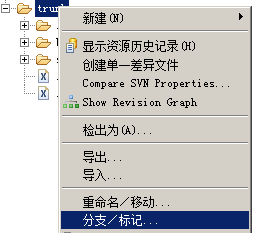 trunk
新建(N)
显示资源历史记录(H)
创建单一差异文件
Compare SVN Properties...
Show Revision Graph
检出为(A)...
导出...
导入...
重命名／移动...
分支／标记...